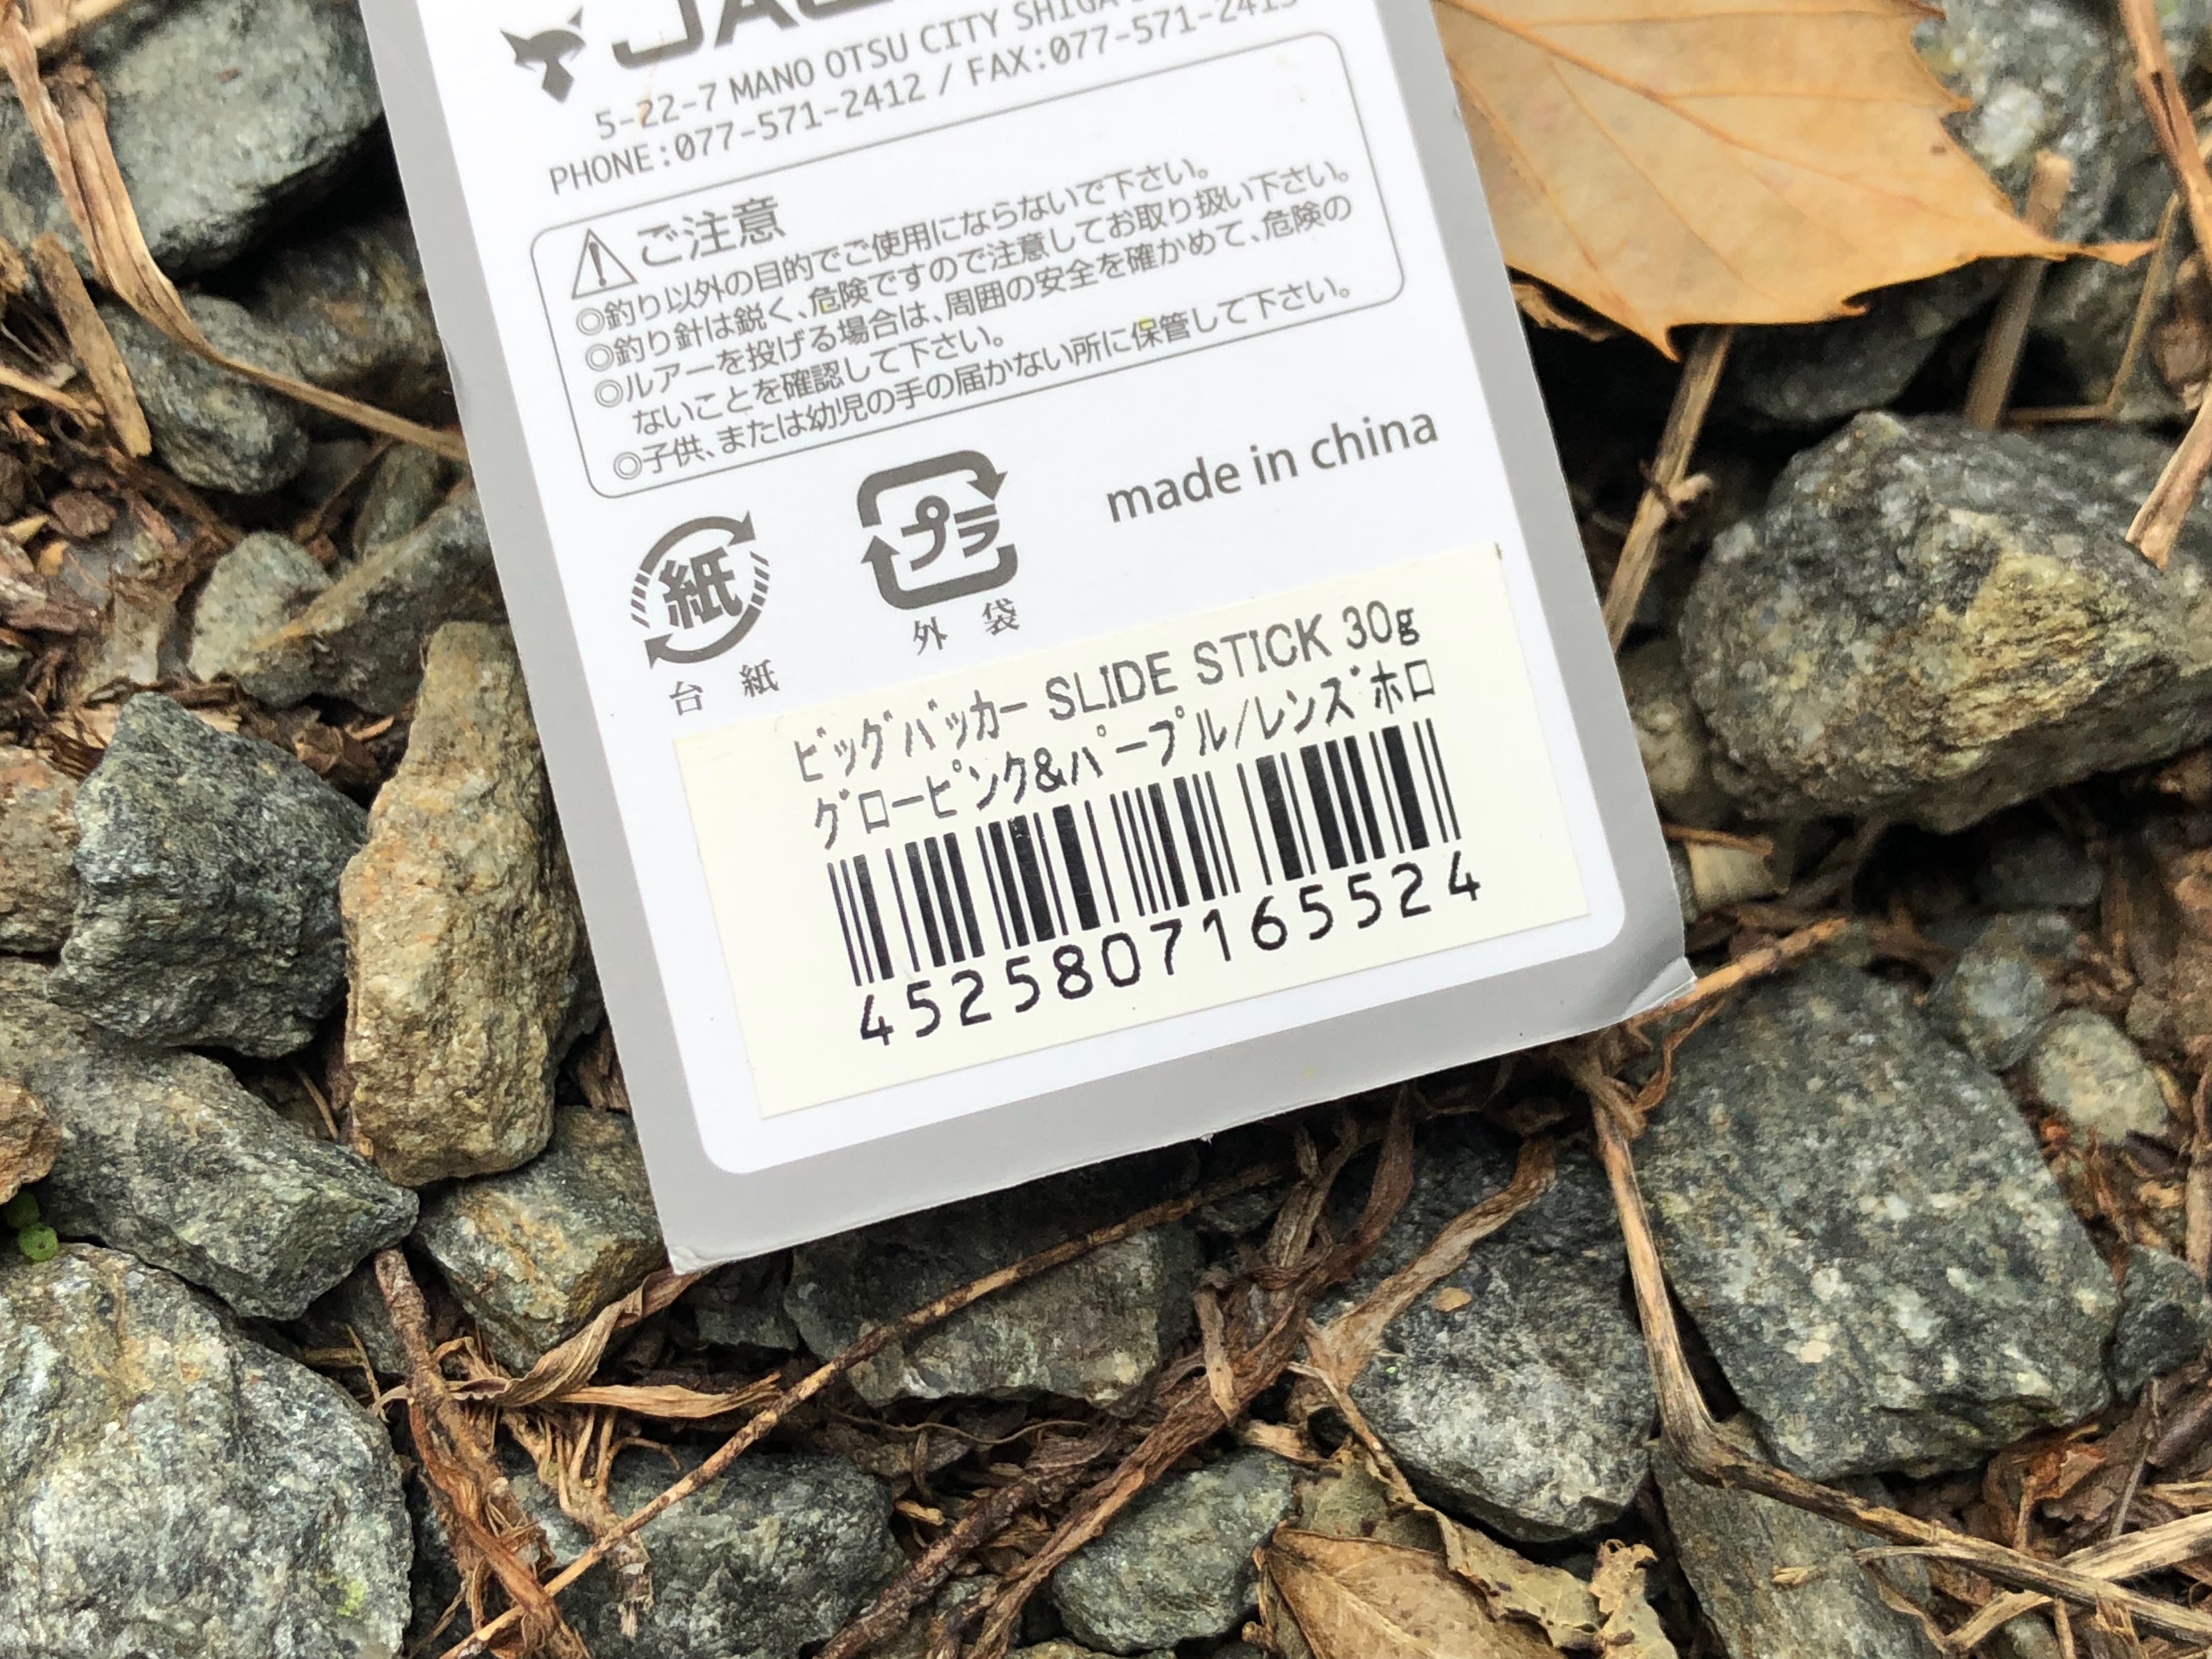 5-22-7 MANO OTSU CITY SHIGA
PHONE:077-571-2412 / FAX:077-571-2413
ご注意
◎釣り以外の目的でご使用にならないで下さい。
◎釣り針は鋭く、危険ですので注意してお取り扱い下さい。
◎ルアーを投げる場合は、周囲の安全を確かめて、危険の
ないことを確認して下さい。
◎子供、または幼児の手の届かない所に保管して下さい。
紙
台紙
プラ
外袋
made in china
ビッグバッカー SLIDE STICK 30g
グローピンク&パープル/レンズホロ
4525807165524